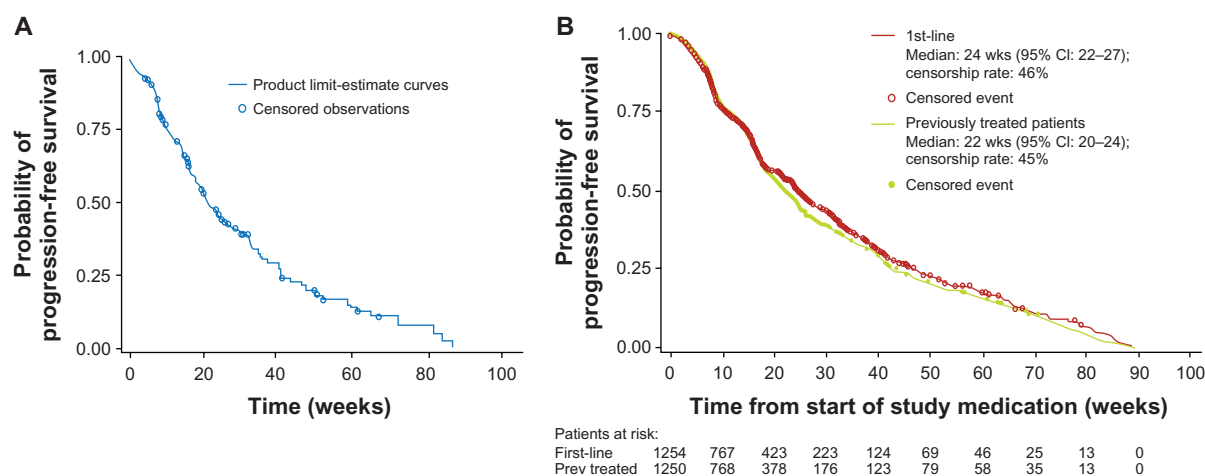 A
Probability of
progression-free survival
1.00
0.75
0.50
0.25
0.00
Product limit-estimate curves
Censored observations
0 20 40 60 80 100
Time (weeks)
B
Probability of
progression-free survival
1.00
0.75
0.50
0.25
0.00
1st-line
Median: 24 wks (95% CI: 22–27);
censorship rate: 46%
Censored event
Previously treated patients
Median: 22 wks (95% CI: 20–24);
censorship rate: 45%
Censored event
0 10 20 30 40 50 60 70 80 90 100
Time from start of study medication (weeks)
Patients at risk:
First-line 1254 767 423 223 124 69 46 25 13 0
Prev treated 1250 768 378 176 123 79 58 35 13 0